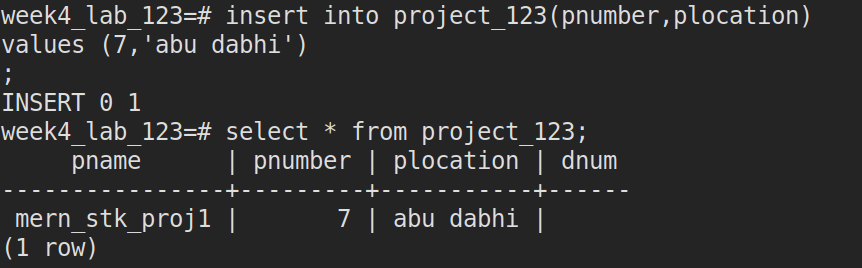 week4_lab_123=# insert into project_123(pnumber,plocation)
values (7,'abu dabhi')
;
INSERT 0 1
week4_lab_123=# select * from project_123;
     pname      | pnumber | plocation | dnum
----------------+---------+-----------+------
 mern_stk_proj1 |       7 | abu dabhi |
(1 row)